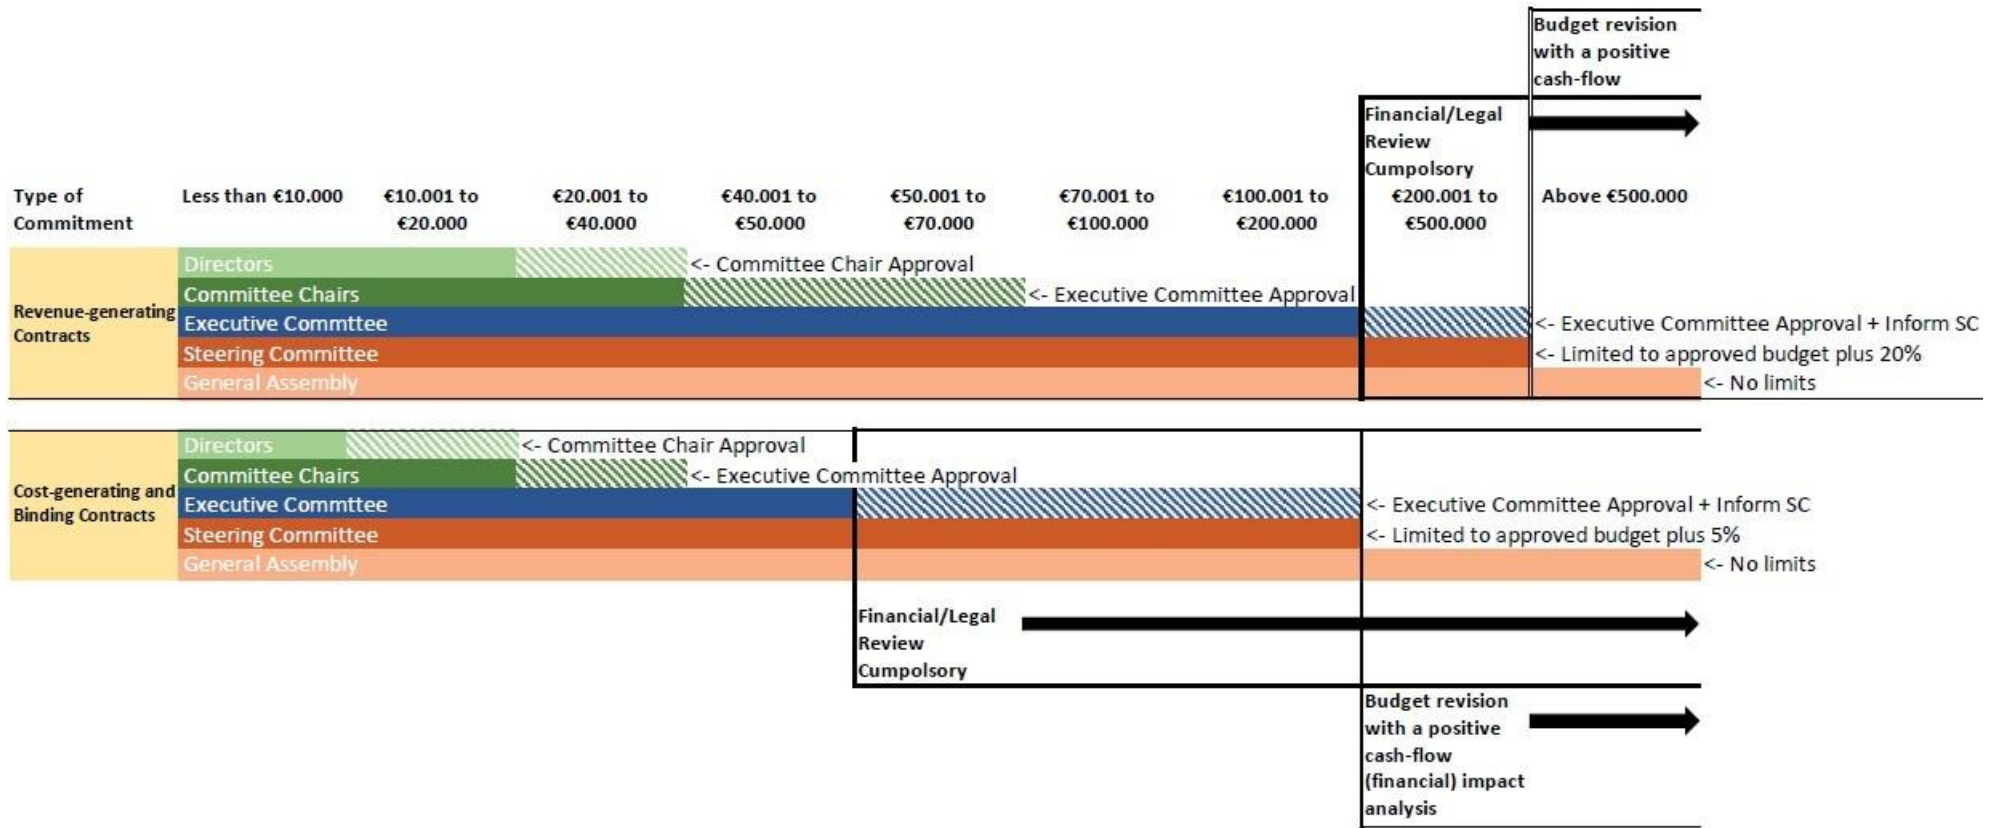 Budget revision
with a positive
cash-flow
Financial/Legal
Review
Cumpolsory
Type of
Commitment
Less than €10.000
€10.001 to
€20.000
€20.001 to
€40.000
€40.001 to
€50.000
€50.001 to
€70.000
€70.001 to
€100.000
€100.001 to
€200.000
€200.001 to
€500.000
Above €500.000
Revenue-generating
Contracts
Directors
<- Committee Chair Approval
Committee Chairs
<- Executive Committee Approval
Executive Commttee
<- Executive Committee Approval + Inform SC
Steering Committee
<- Limited to approved budget plus 20%
General Assembly
<- No limits
Cost-generating and
Binding Contracts
Directors
<- Committee Chair Approval
Committee Chairs
<- Executive Committee Approval
Executive Commttee
<- Executive Committee Approval + Inform SC
Steering Committee
<- Limited to approved budget plus 5%
General Assembly
<- No limits
Financial/Legal
Review
Cumpolsory
Budget revision
with a positive
cash-flow
(financial) impact
analysis